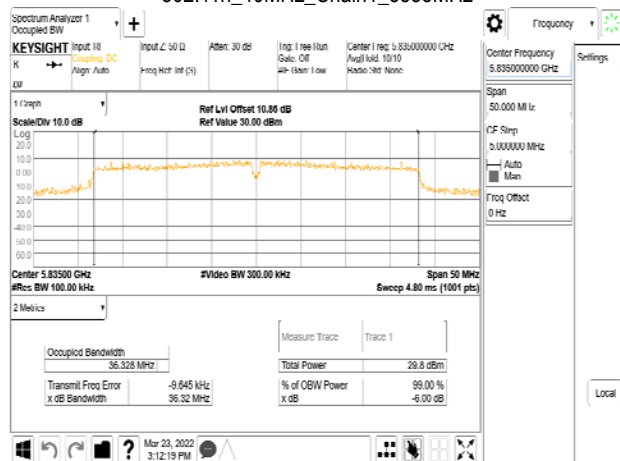 Spectrum Analyzer 1
Occupied BW
KEYSIGHT
Input: RF
Coupling: DC
Align: Auto
Input Z: 50 Ω
Freq Ref: Int (S)
Atten: 30 dB
Trig: Free Run
Gate: Off
#IF Gain: Low
Center Freq: 5.835000000 GHz
Avg|Hold: 10/10
Radio Std: None
1 Graph
Scale/Div 10.0 dB
Ref Lvl Offset 10.86 dB
Ref Value 30.00 dBm
Log
20.0
10.0
0.00
10.0
20.0
30.0
-40.0
50.0
60.0
Center 5.83500 GHz
#Res BW 100.00 kHz
#Video BW 300.00 kHz
Span 50 MHz
Sweep 4.80 ms (1001 pts)
2 Metrics
Measure Trace
Trace 1
Occupied Bandwidth
36.328 MHz
Total Power
29.8 dBm
Transmit Freq Error
-9.645 kHz
% of OBW Power
99.00 %
x dB Bandwidth
36.32 MHz
x dB
-6.00 dB
Mar 23, 2022
3:12:19 PM
Frequency
Center Frequency
5.835000000 GHz
Settings
Span
50.000 MHz
CF Step
5.000000 MHz
Auto
Man
Freq Offset
0 Hz
Local